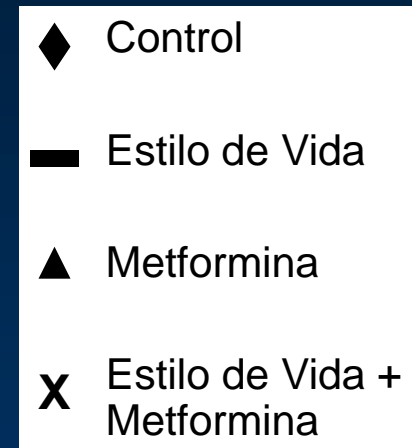 Control
Estilo de Vida
Metformina
x Estilo de Vida +
Metformina